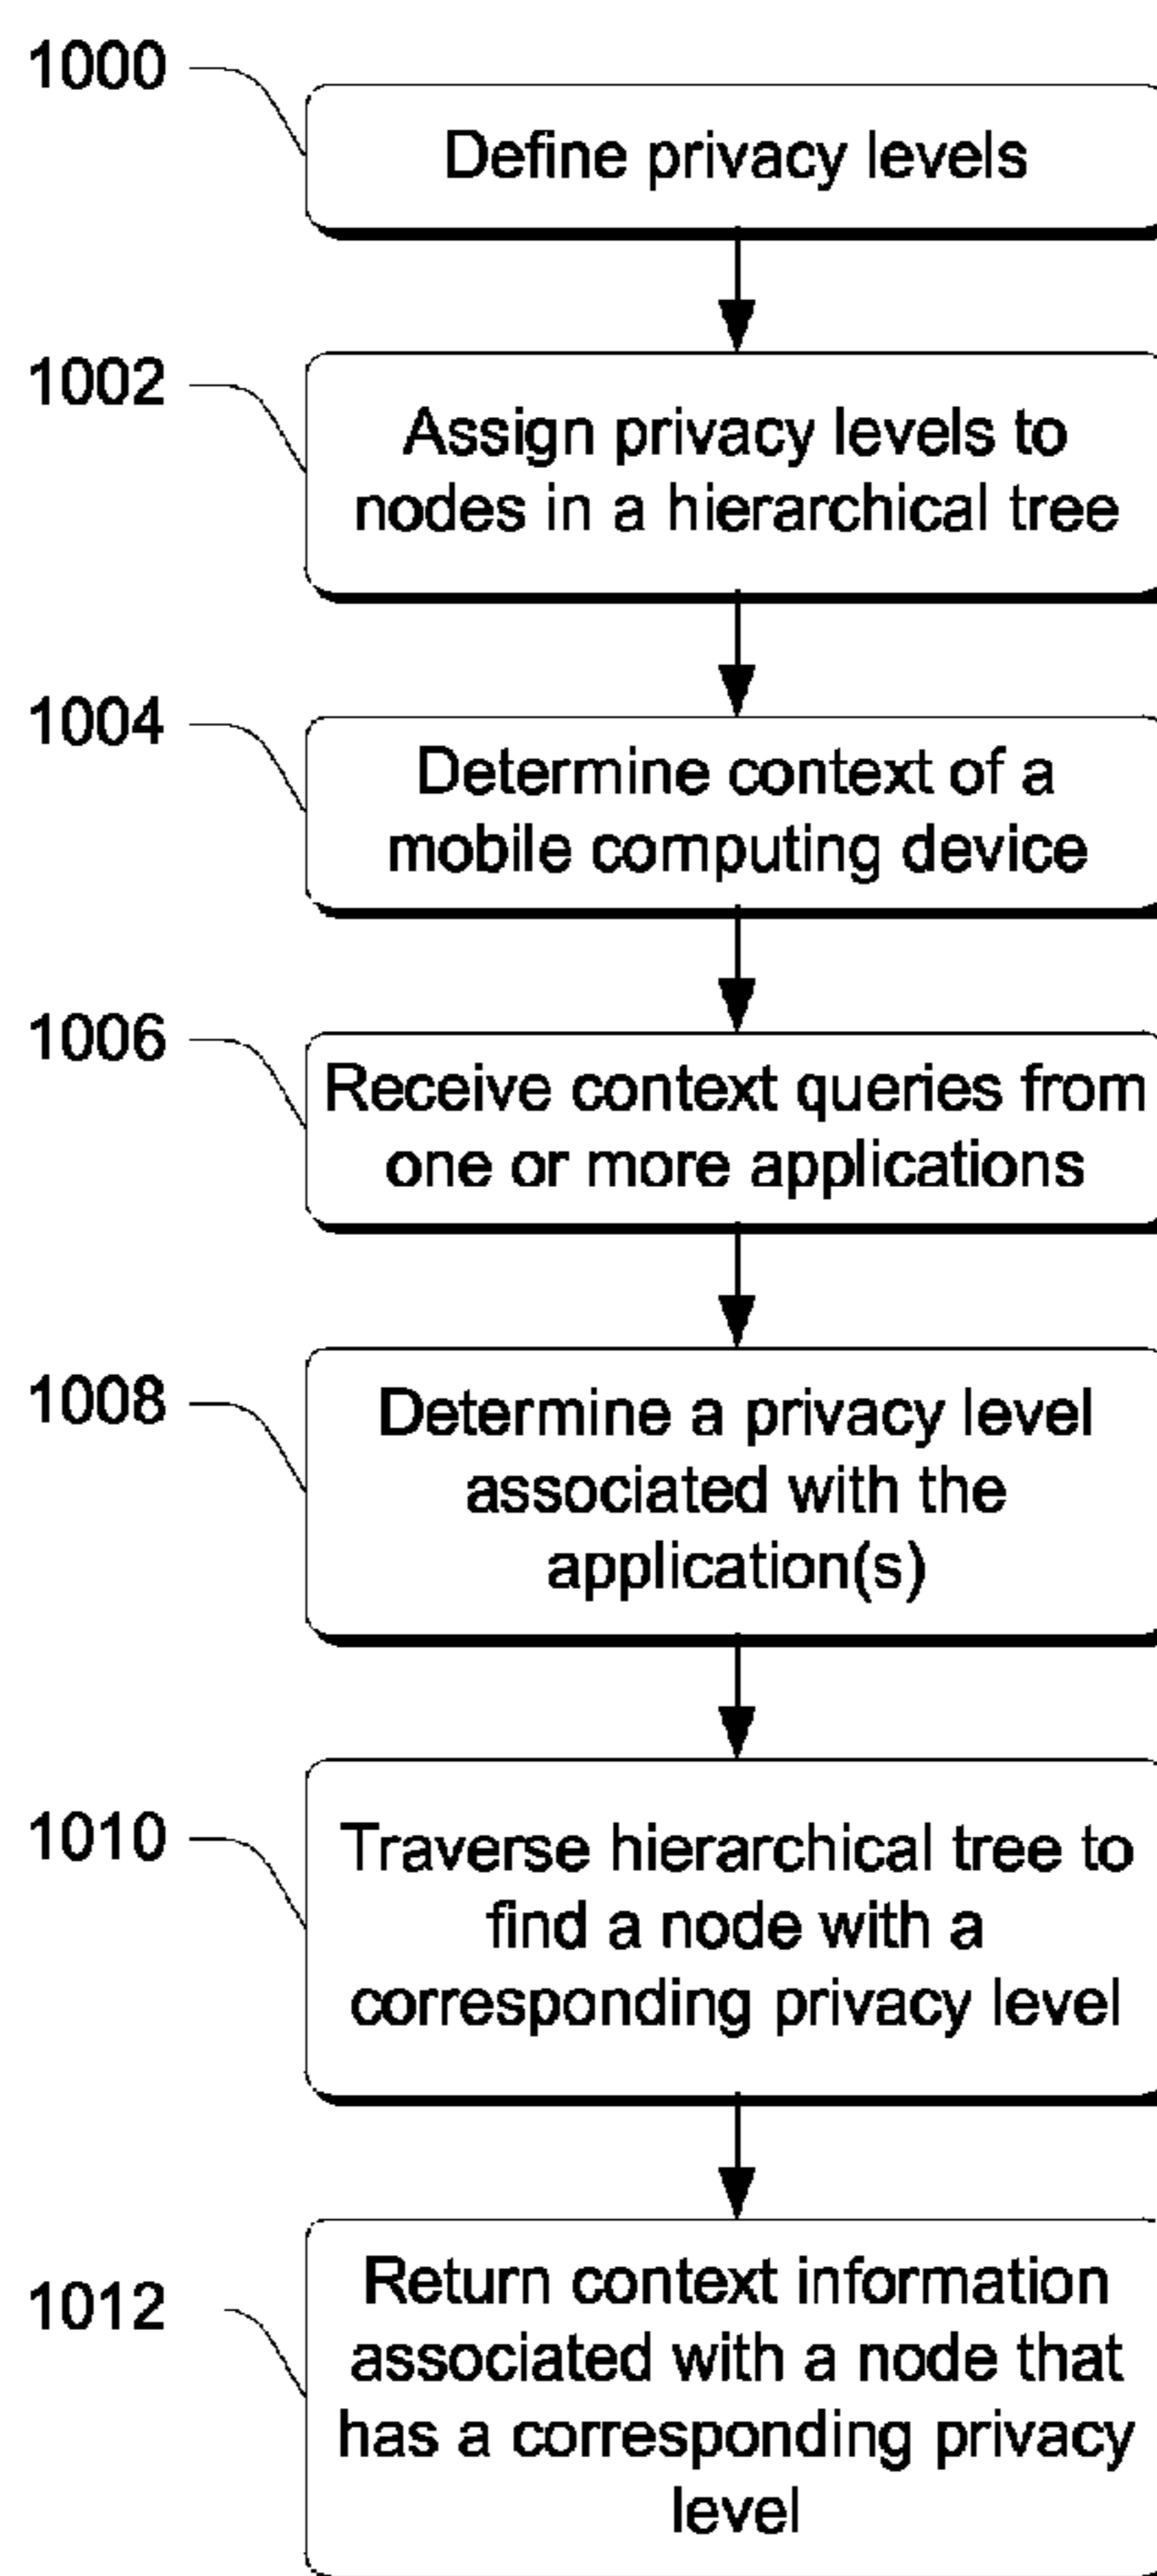 1000
Define privacy levels
1002
Assign privacy levels to
nodes in a hierarchical tree
1004
Determine context of a
mobile computing device
1006
Receive context queries from
one or more applications
1008
Determine a privacy level
associated with the
application(s)
1010
Traverse hierarchical tree to
find a node with a
corresponding privacy level
1012
Return context information
associated with a node that
has a corresponding privacy
level